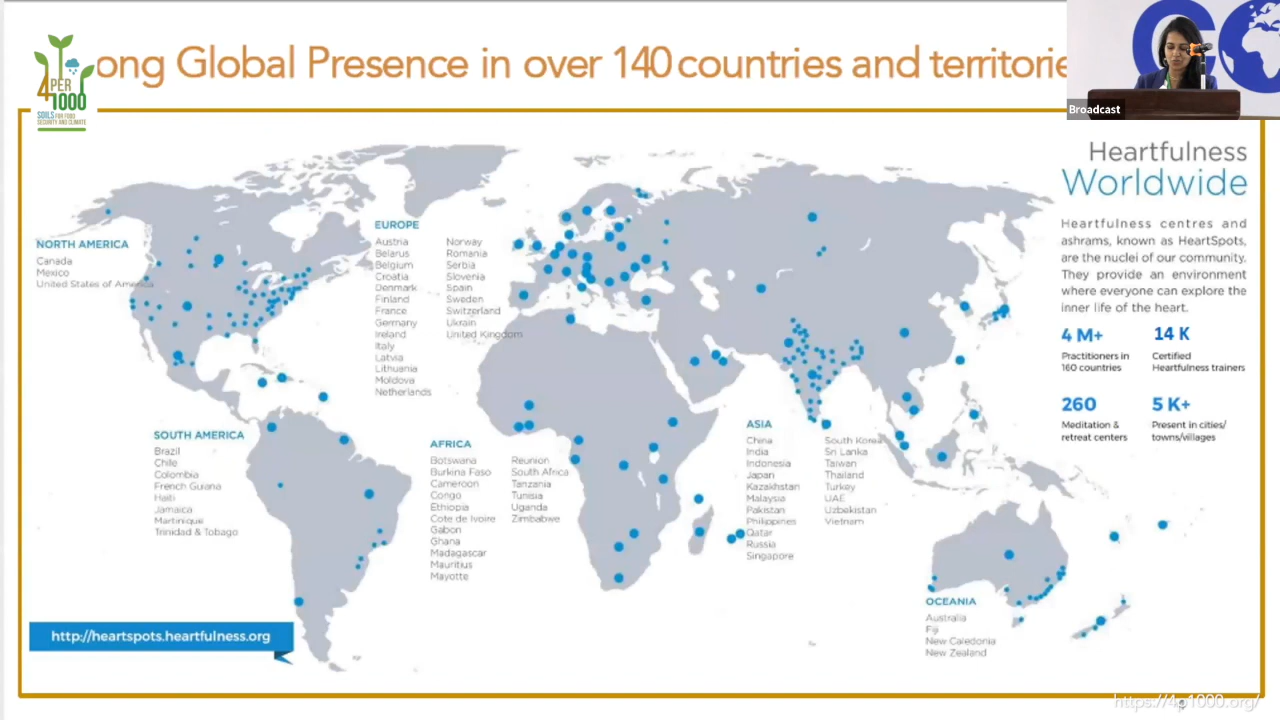 ong Global Presence in over 140 countries and territorie
4 PER
1000
SOILS FOR FOOD
SECURITY AND CLIMATE
CO
Broadcast
Heartfulness
Worldwide
Heartfulness centres and
ashrams, known as HeartSpots,
are the nuclei of our community.
They provide an environment
where everyone can explore the
inner life of the heart.
4 M+
Practitioners in
160 countries
14 K
Certified
Heartfulness trainers
260
Meditation &
retreat centers
5 K+
Present in cities/
towns/villages
NORTH AMERICA
Canada
Mexico
United States of America
EUROPE
Austria
Belarus
Belgium
Croatia
Denmark
Finland
France
Germany
Ireland
Italy
Latvia
Lithuania
Moldova
Netherlands
Norway
Romania
Serbia
Slovenia
Spain
Sweden
Switzerland
Ukrain
United Kingdom
SOUTH AMERICA
Brazil
Chile
Colombia
French Guiana
Haiti
Jamaica
Martinique
Trinidad & Tobago
AFRICA
Botswana
Burkina Faso
Cameroon
Congo
Ethiopia
Cote de Ivoire
Gabon
Ghana
Madagascar
Mauritius
Mayotte
Reunion
South Africa
Tanzania
Tunisia
Uganda
Zimbabwe
ASIA
China
India
Indonesia
Japan
Kazakhstan
Malaysia
Pakistan
Philippines
Qatar
Russia
Singapore
South Korea
Sri Lanka
Taiwan
Thailand
Turkey
UAE
Uzbekistan
Vietnam
OCEANIA
Australia
Fiji
New Caledonia
New Zealand
http://heartspots.heartfulness.org
https://4p1000.org/